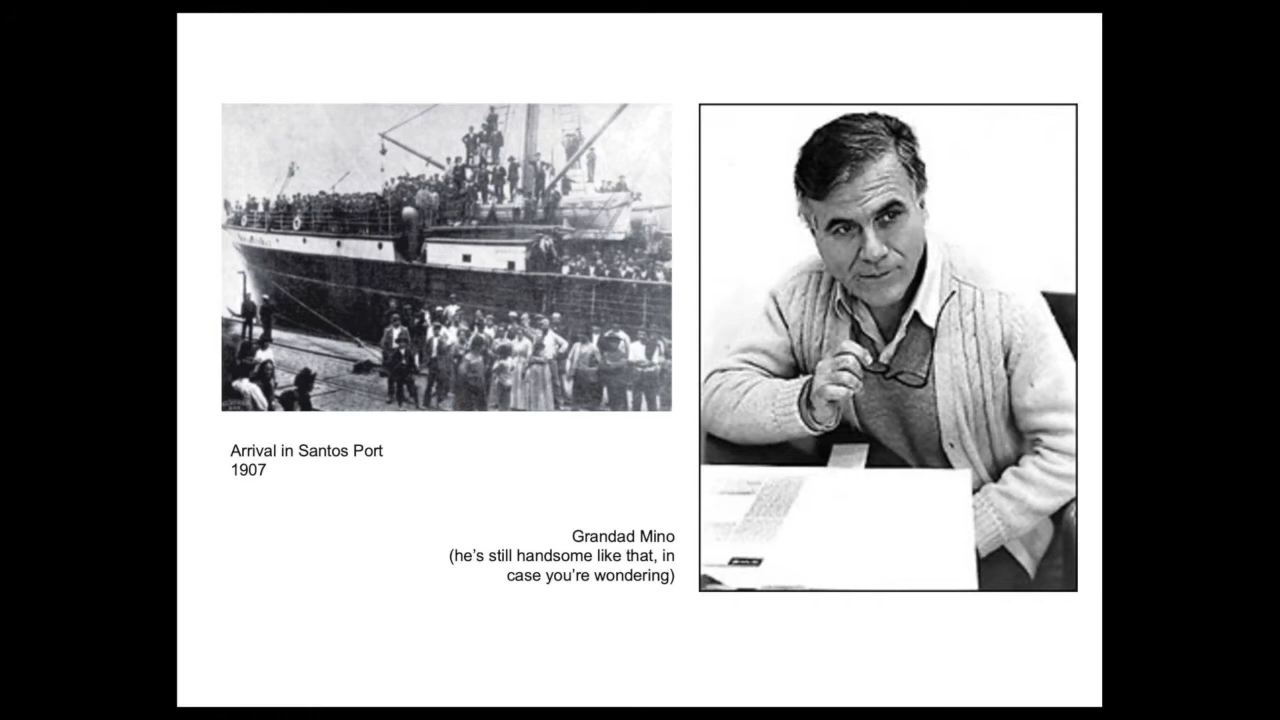 Arrival in Santos Port
1907
Grandad Mino
(he's still handsome like that, in
case you're wondering)